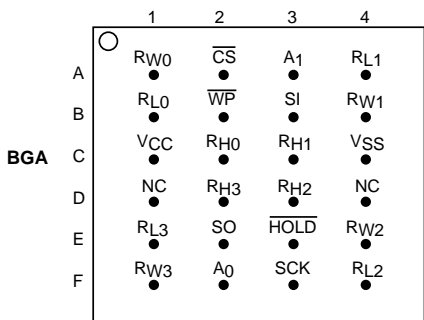 1 2 3 4
A RW0 CS A1 RL1
B RL0 WP SI RW1
BGA C VCC RH0 RH1 VSS
D NC RH3 RH2 NC
E RL3 SO HOLD RW2
F RW3 A0 SCK RL2